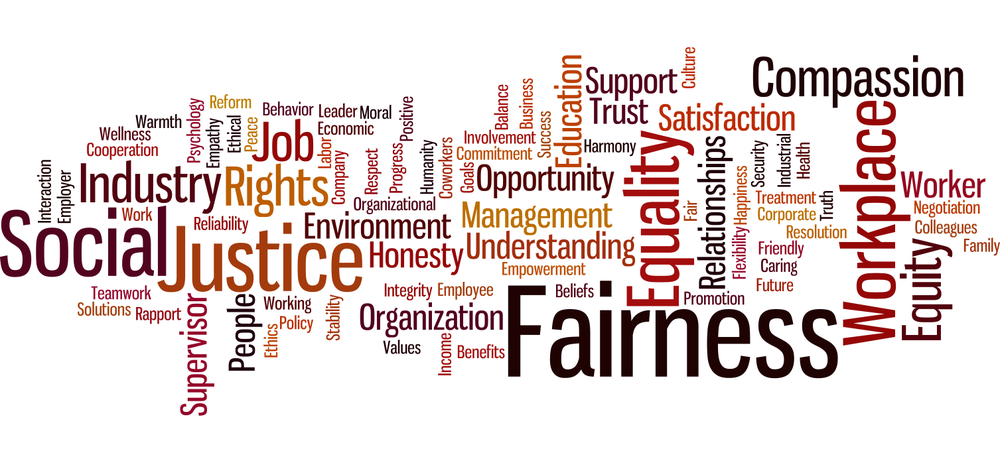 Social
Justice
Fairness
Workplace
Equality
Compassion
Industry
Rights
Job
Environment
Honesty
Understanding
Management
Opportunity
Organization
Education
Support
Trust
Satisfaction
Relationships
Equity
Worker
Supervisor
People
Interaction
Employer
Wellness
Warmth
Cooperation
Work
Reliability
Psychology
Reform
Empathy
Ethical
Peace
Behavior
Leader
Moral
Economic
Positive
Labor
Company
Respect
Progress
Humanity
Coworkers
Organizational
Balance
Business
Success
Involvement
Commitment
Goals
Harmony
Culture
Empowerment
Teamwork
Solutions
Rapport
Working
Ethics
Policy
Stability
Integrity
Employee
Values
Income
Benefits
Beliefs
Promotion
Fair
Happiness
Flexibility
Security
Industrial
Health
Treatment
Corporate
Truth
Resolution
Friendly
Caring
Future
Negotiation
Colleagues
Family